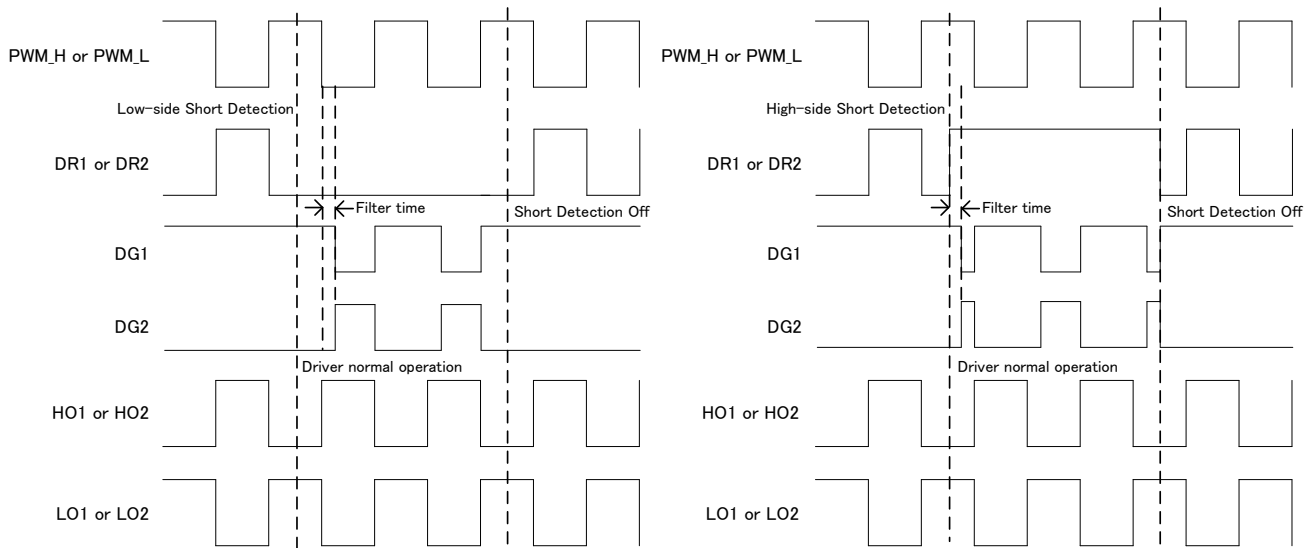 PWM_H or PWM_L
Low-side Short Detection
DR1 or DR2
Filter time
Short Detection Off
DG1
DG2
Driver normal operation
HO1 or HO2
LO1 or LO2
PWM_H or PWM_L
High-side Short Detection
DR1 or DR2
Filter time
Short Detection Off
DG1
DG2
Driver normal operation
HO1 or HO2
LO1 or LO2